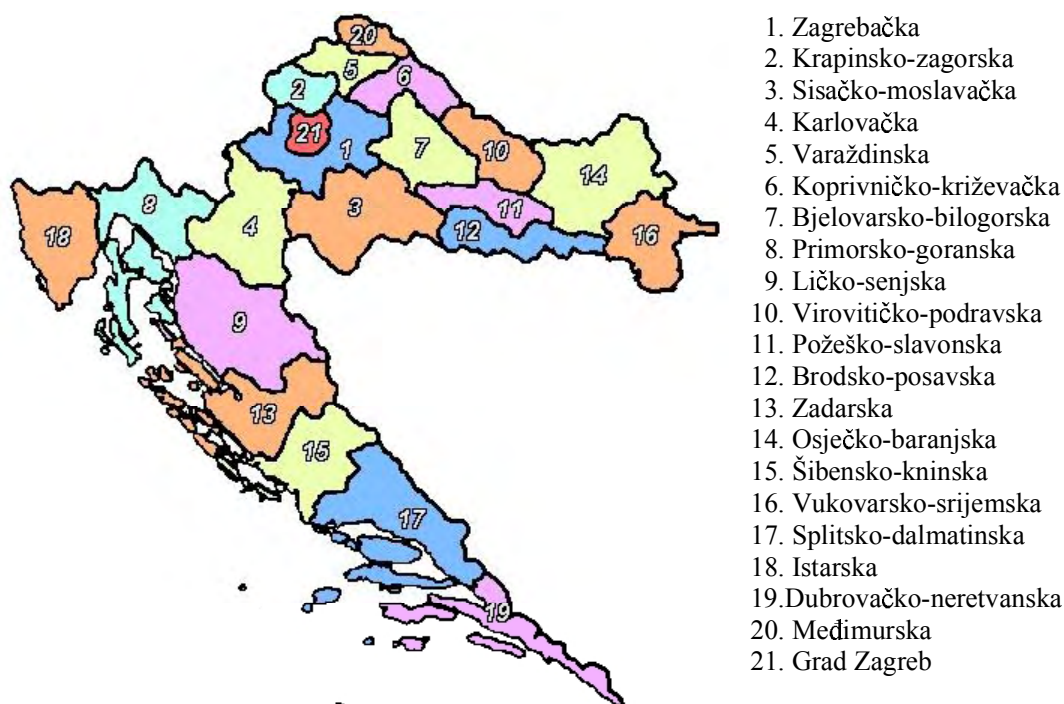 20
5
6
2
21
1
7
10
14
8
18
4
3
11
12
16
9
13
15
17
19
1. Zagrebačka
2. Krapinsko-zagorska
3. Sisačko-moslavačka
4. Karlovačka
5. Varaždinska
6. Koprivničko-križevačka
7. Bjelovarsko-bilogorska
8. Primorsko-goranska
9. Ličko-senjska
10. Virovitičko-podravska
11. Požeško-slavonska
12. Brodsko-posavska
13. Zadarska
14. Osječko-baranjska
15. Šibensko-kninska
16. Vukovarsko-srijemska
17. Splitsko-dalmatinska
18. Istarska
19.Dubrovačko-neretvanska
20. Međimurska
21. Grad Zagreb